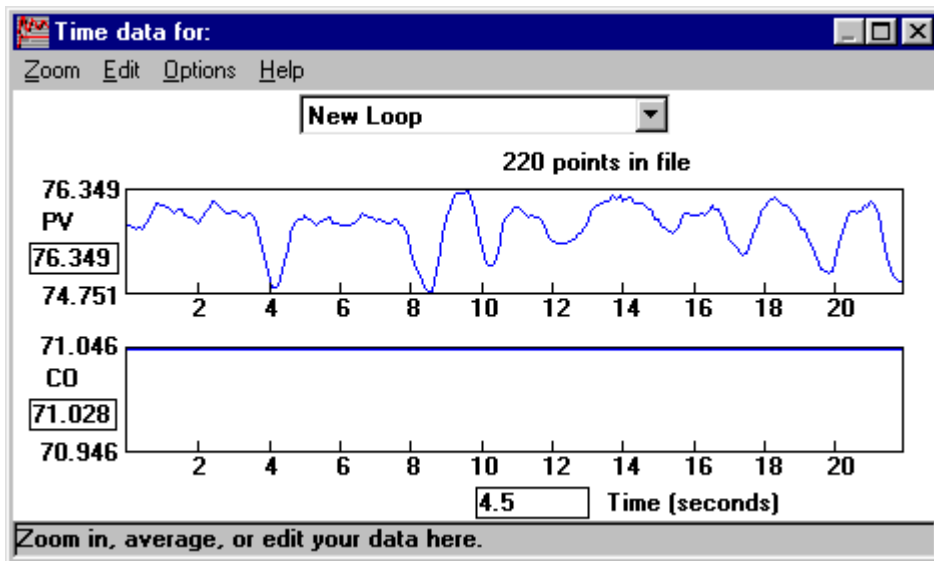 Time data for:
Zoom Edit Options Help
New Loop
220 points in file
76.349
PV
76.349
74.751
2 4 6 8 10 12 14 16 18 20
71.046
CO
71.028
70.946
2 4 6 8 10 12 14 16 18 20
4.5 Time (seconds)
Zoom in, average, or edit your data here.